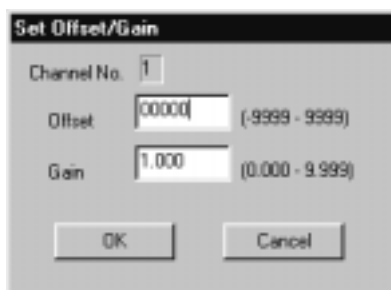 Set Offset/Gain
Channel No. 1
Offset 00000 (-9999 - 9999)
Gain 1.000 (0.000 - 9.999)
OK Cancel